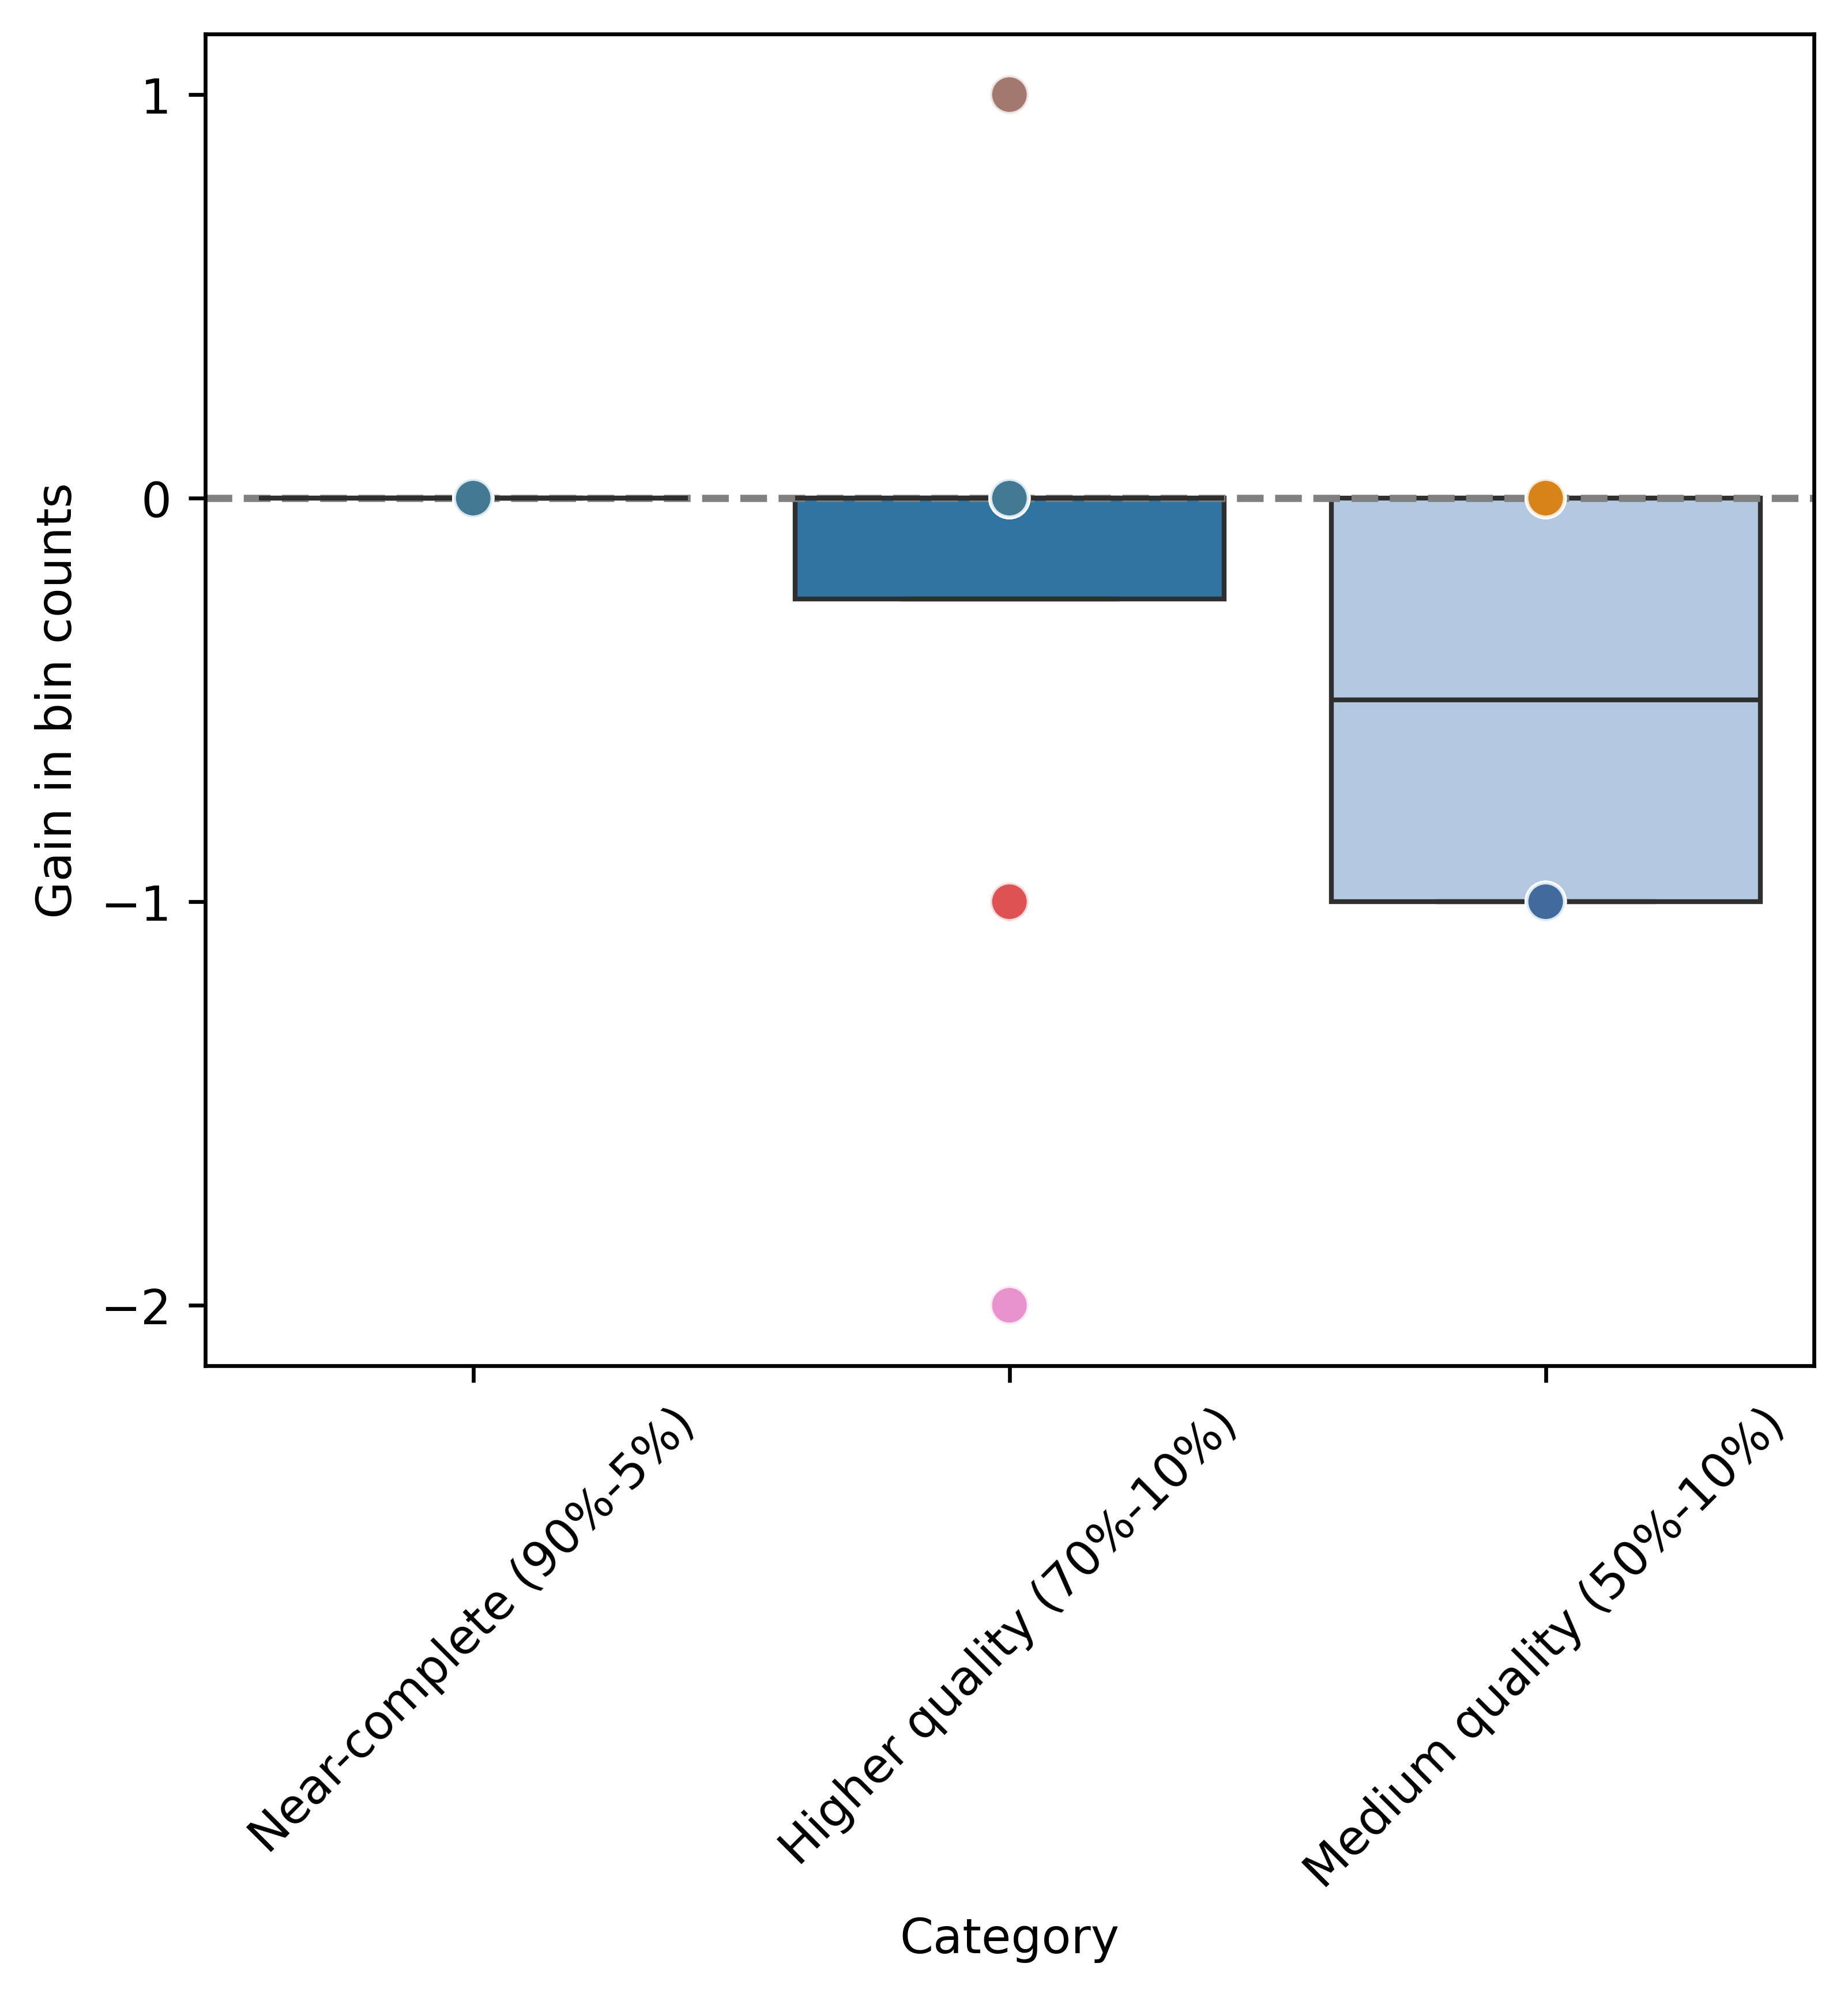 Gain in bin counts
1
0
−1
−2
Near-complete (90%-5%)
Higher quality (70%-10%)
Medium quality (50%-10%)
Category